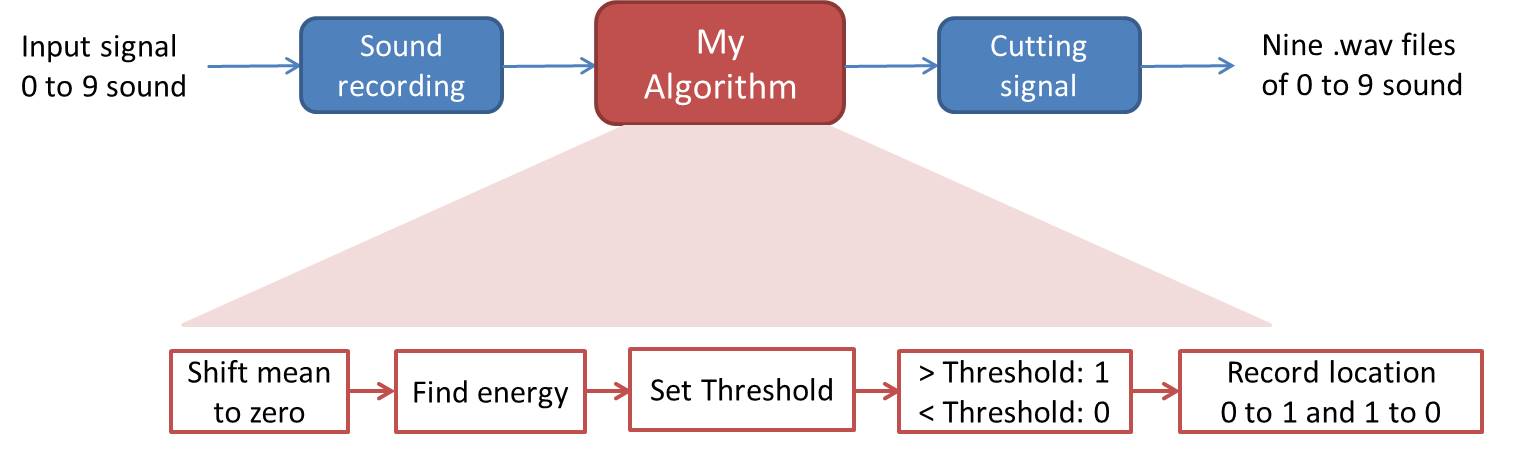 Input signal
0 to 9 sound
Sound
recording
My
Algorithm
Cutting
signal
Nine .wav files
of 0 to 9 sound
Shift mean
to zero
Find energy
Set Threshold
> Threshold: 1
< Threshold: 0
Record location
0 to 1 and 1 to 0